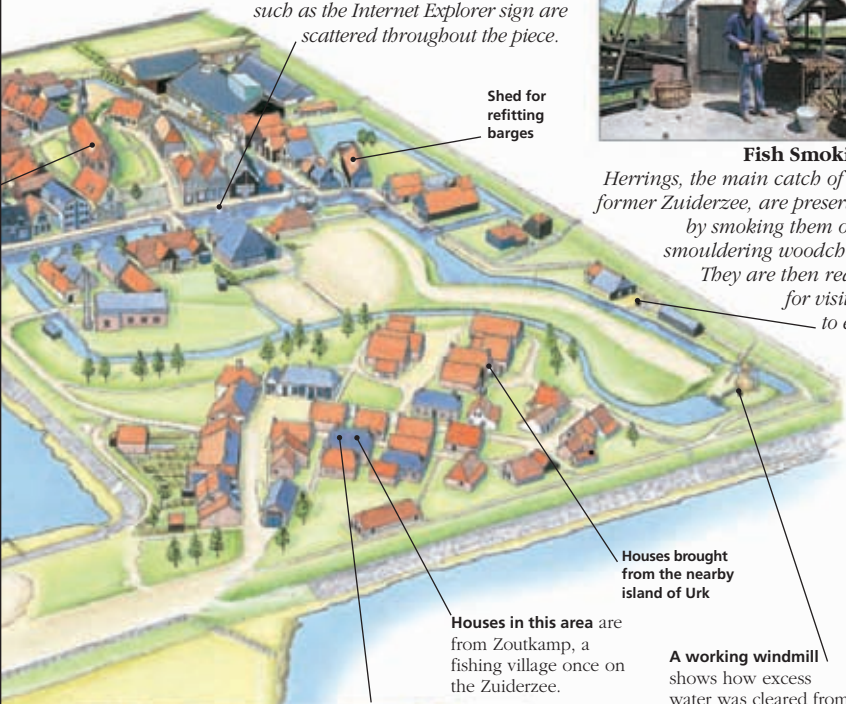 such as the Internet Explorer sign are
scattered throughout the piece.
Shed for
refitting
barges
Fish Smoki
Herrings, the main catch of
former Zuiderzee, are preser
by smoking them o
smouldering woodch
They are then rea
for visi
to e
Houses brought
from the nearby
island of Urk
Houses in this area are
from Zoutkamp, a
fishing village once on
the Zuiderzee.
A working windmill
shows how excess
water was cleared from